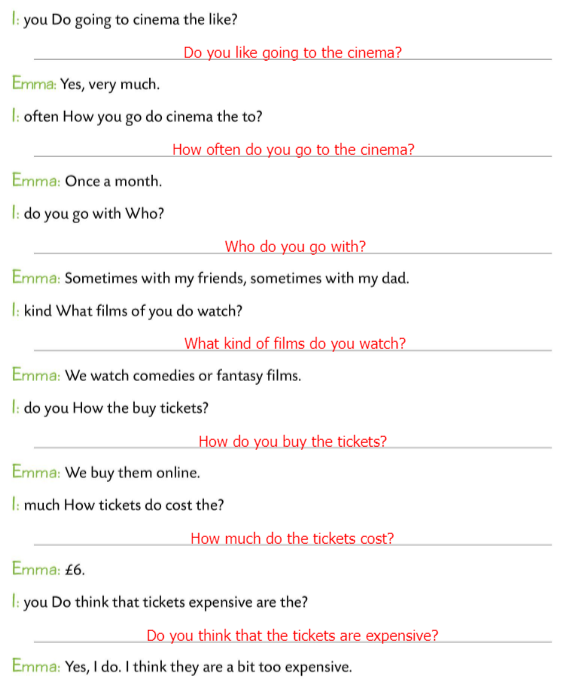 I: you Do going to cinema the like?
Do you like going to the cinema?
Emma: Yes, very much.
I: often How you go do cinema the to?
How often do you go to the cinema?
Emma: Once a month.
I: do you go with Who?
Who do you go with?
Emma: Sometimes with my friends, sometimes with my dad.
I: kind What films of you do watch?
What kind of films do you watch?
Emma: We watch comedies or fantasy films.
I: do you How the buy tickets?
How do you buy the tickets?
Emma: We buy them online.
I: much How tickets do cost the?
How much do the tickets cost?
Emma: £6.
I: you Do think that tickets expensive are the?
Do you think that the tickets are expensive?
Emma: Yes, I do. I think they are a bit too expensive.